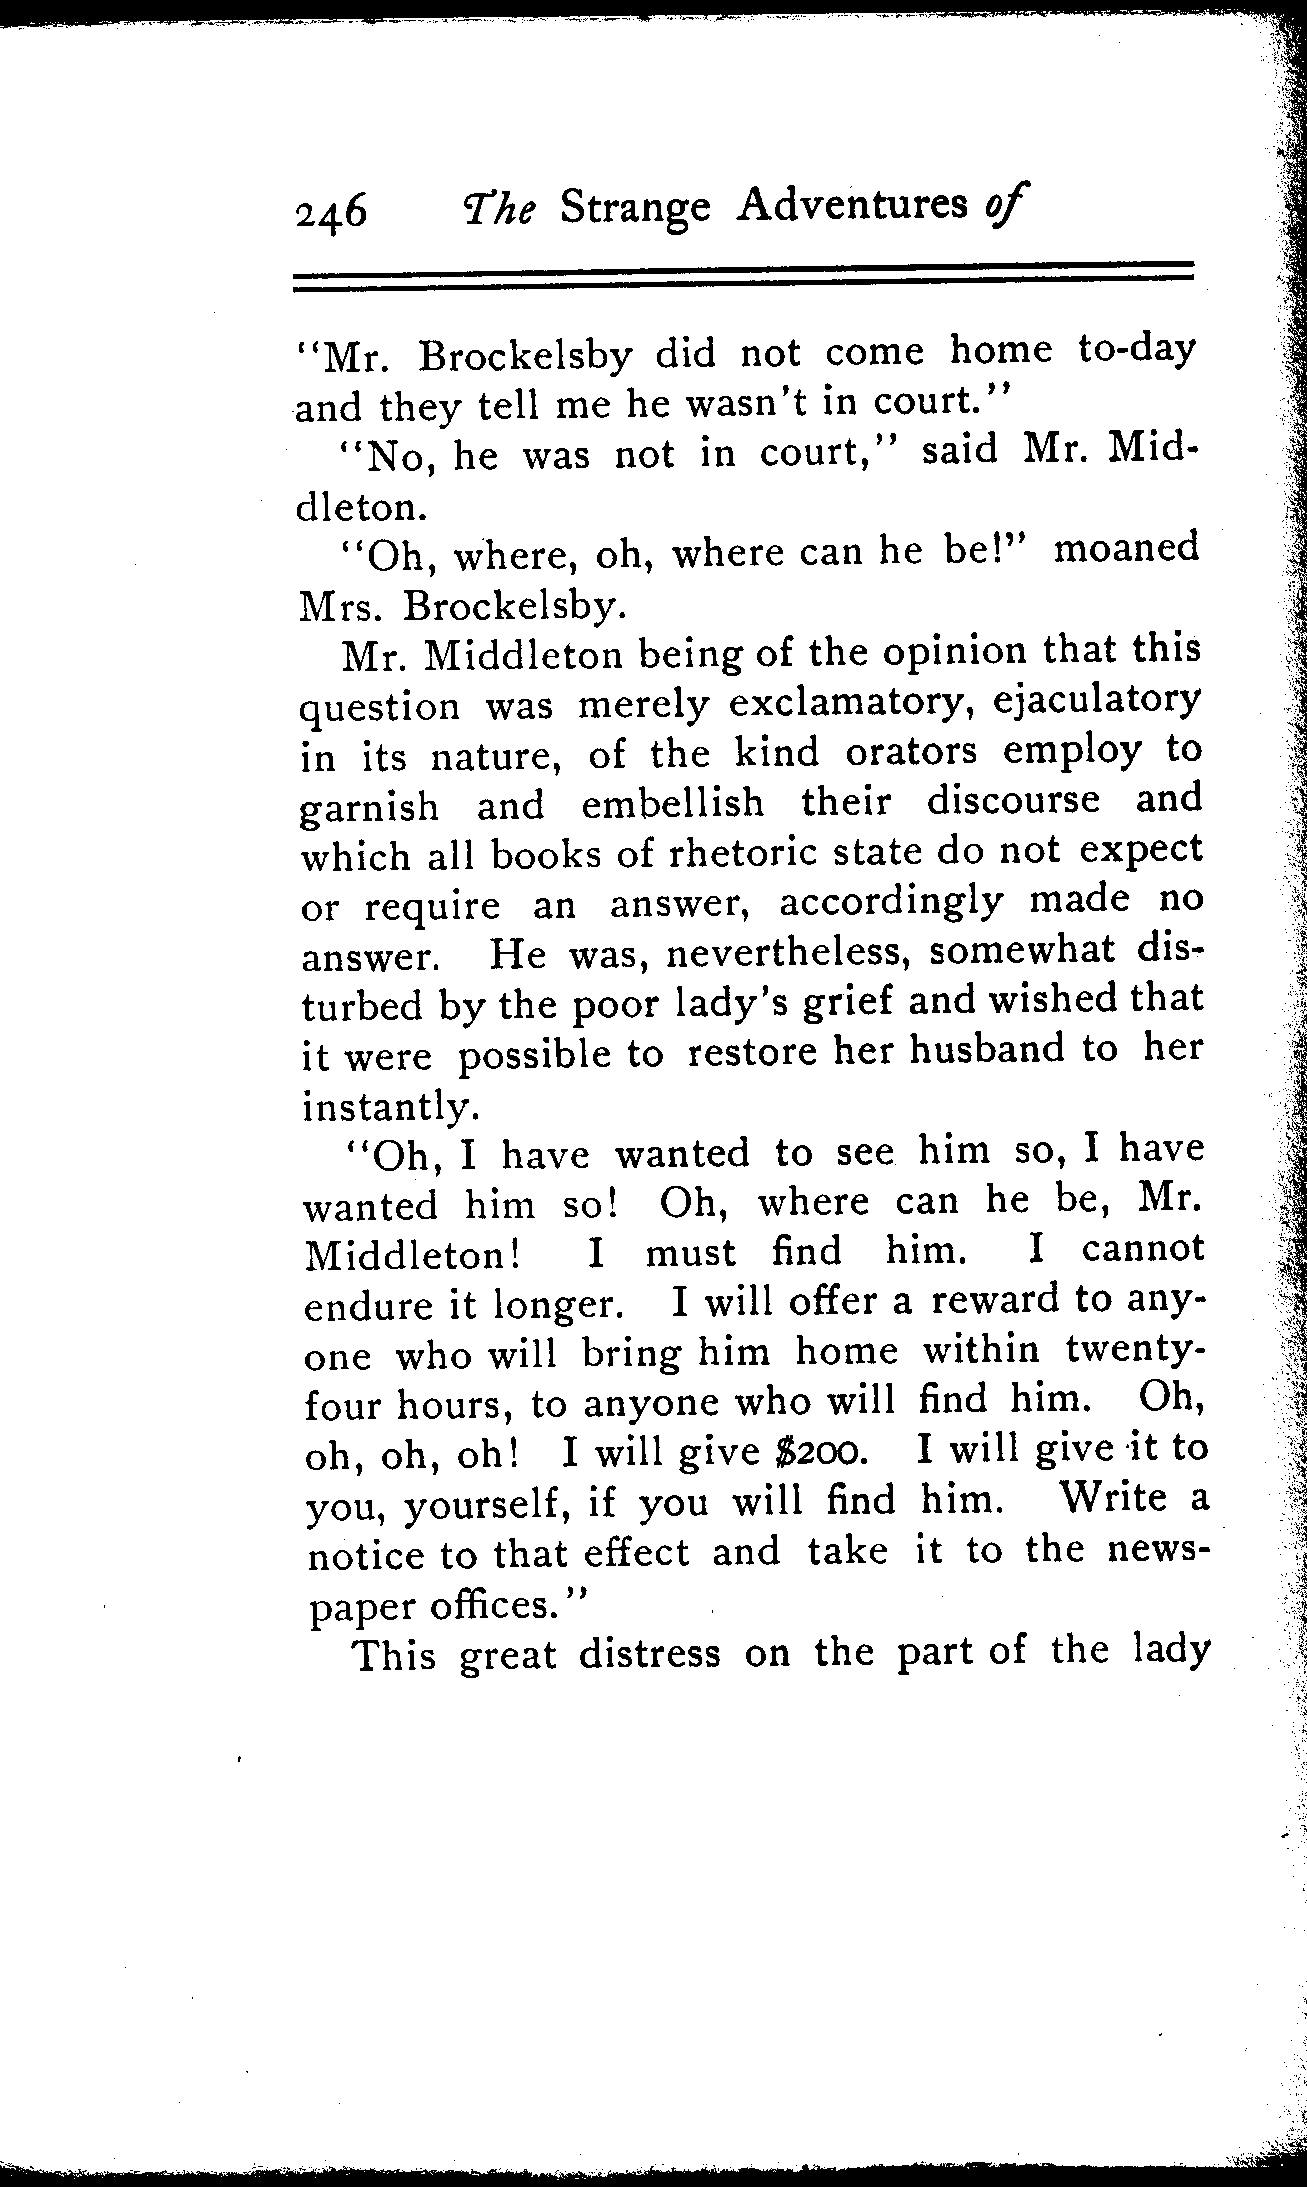 246 The Strange Adventures of
"Mr. Brockelsby did not come home to-day
and they tell me he wasn't in court."
"No, he was not in court," said Mr. Mid-
dleton.
"Oh, where, oh, where can he be!" moaned
Mrs. Brockelsby.
Mr. Middleton being of the opinion that this
question was merely exclamatory, ejaculatory
in its nature, of the kind orators employ to
garnish and embellish their discourse and
which all books of rhetoric state do not expect
or require an answer, accordingly made no
answer. He was, nevertheless, somewhat dis-
turbed by the poor lady's grief and wished that
it were possible to restore her husband to her
instantly.
"Oh, I have wanted to see him so, I have
wanted him so! Oh, where can he be, Mr.
Middleton! I must find him. I cannot
endure it longer. I will offer a reward to any-
one who will bring him home within twenty-
four hours, to anyone who will find him. Oh,
oh, oh, oh! I will give $200. I will give it to
you, yourself, if you will find him. Write a
notice to that effect and take it to the news-
paper offices."
This great distress on the part of the lady